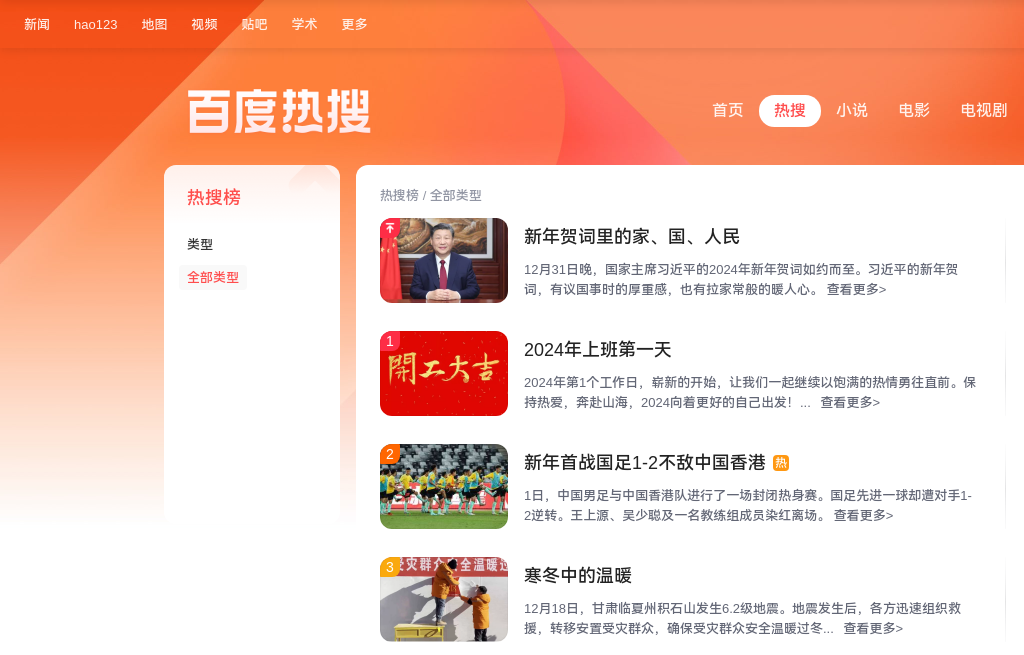 新闻 hao123 地图 视频 贴吧 学术 更多
百度热搜
首页 热搜 小说 电影 电视剧
热搜榜
类型
全部类型
热搜榜 / 全部类型
新年贺词里的家、国、人民
12月31日晚，国家主席习近平的2024年新年贺词如约而至。习近平的新年贺
词，有议国事时的厚重感，也有拉家常般的暖人心。 查看更多>
1
開工大吉
2024年上班第一天
2024年第1个工作日，崭新的开始，让我们一起继续以饱满的热情勇往直前。保
持热爱，奔赴山海，2024向着更好的自己出发！... 查看更多>
2
新年首战国足1-2不敌中国香港 热
1日，中国男足与中国香港队进行了一场封闭热身赛。国足先进一球却遭对手1-
2逆转。王上源、吴少聪及一名教练组成员染红离场。 查看更多>
3
受灾群众安全温暖过
寒冬中的温暖
12月18日，甘肃临夏州积石山发生6.2级地震。地震发生后，各方迅速组织救
援，转移安置受灾群众，确保受灾群众安全温暖过冬... 查看更多>